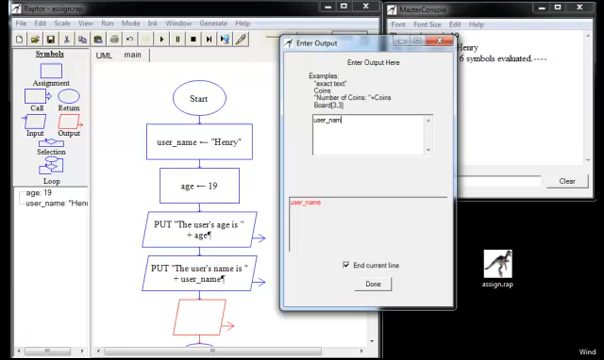 Raptor - assign.rap
File Edit Scale View Run Mode Ink Window Generate Help
Symbols
Assignment
Call Return
Input Output
Selection
Loop
age: 19
user_name: "Hen
UML main
Start
user_name ← "Henry"
age ← 19
PUT "The user's age is "
+ age¶
PUT "The user's name is "
+ user_name¶
Enter Output
Enter Output Here
Examples:
"exact text"
Coins
"Number of Coins: "+Coins
Board[3,3]
user_nam
user_name
End current line
Done
MasterConsole
Font Font Size Edit Help
Henry
6 symbols evaluated.----
Clear
assign.rap
Wind